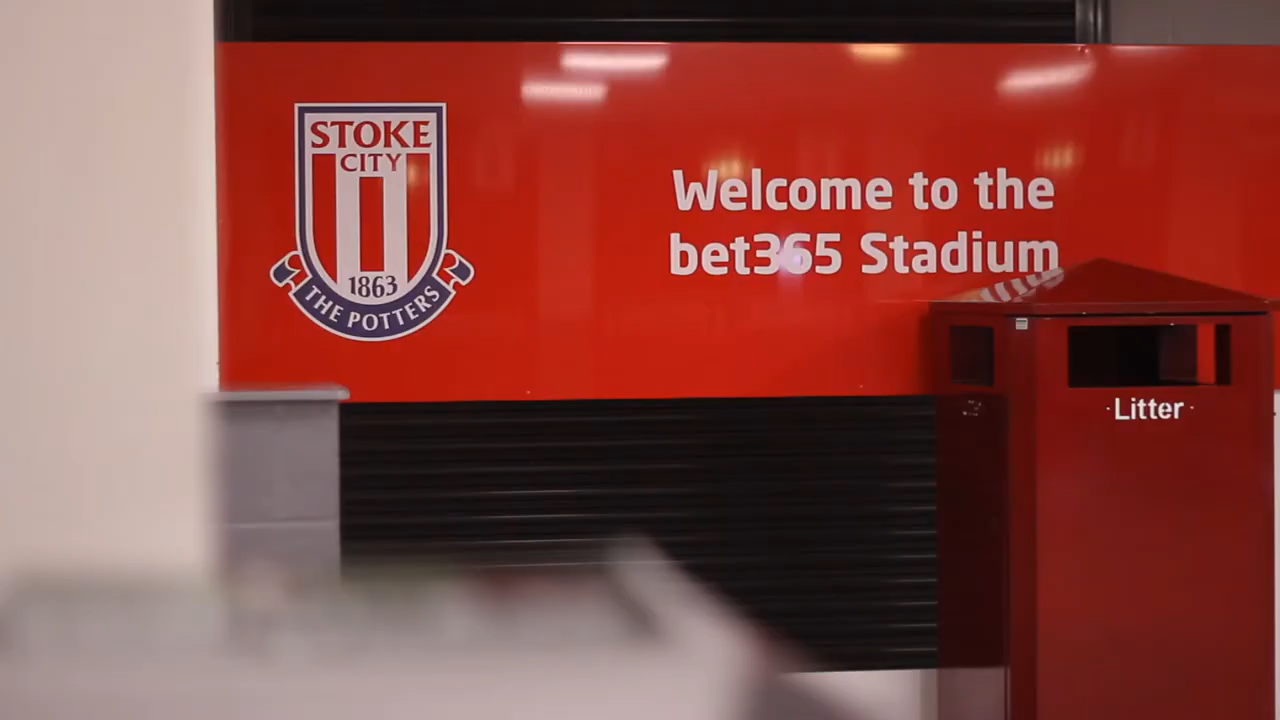 STOKE
CITY
1863
THE POTTERS
Welcome to the
bet365 Stadium
Litter